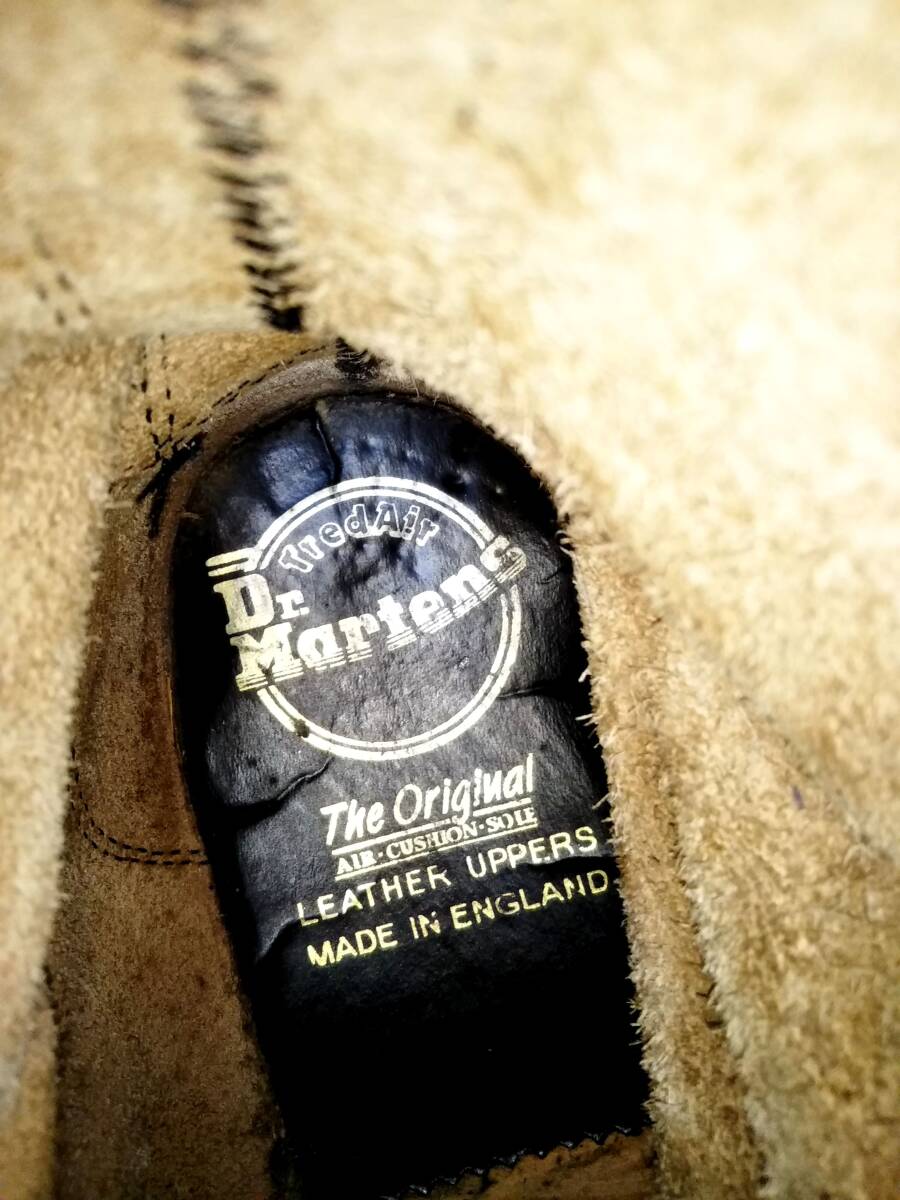 TredAir
Dr.
Martens
The Original
AIR·CUSHION·SOLE
LEATHER UPPERS
MADE IN ENGLAND